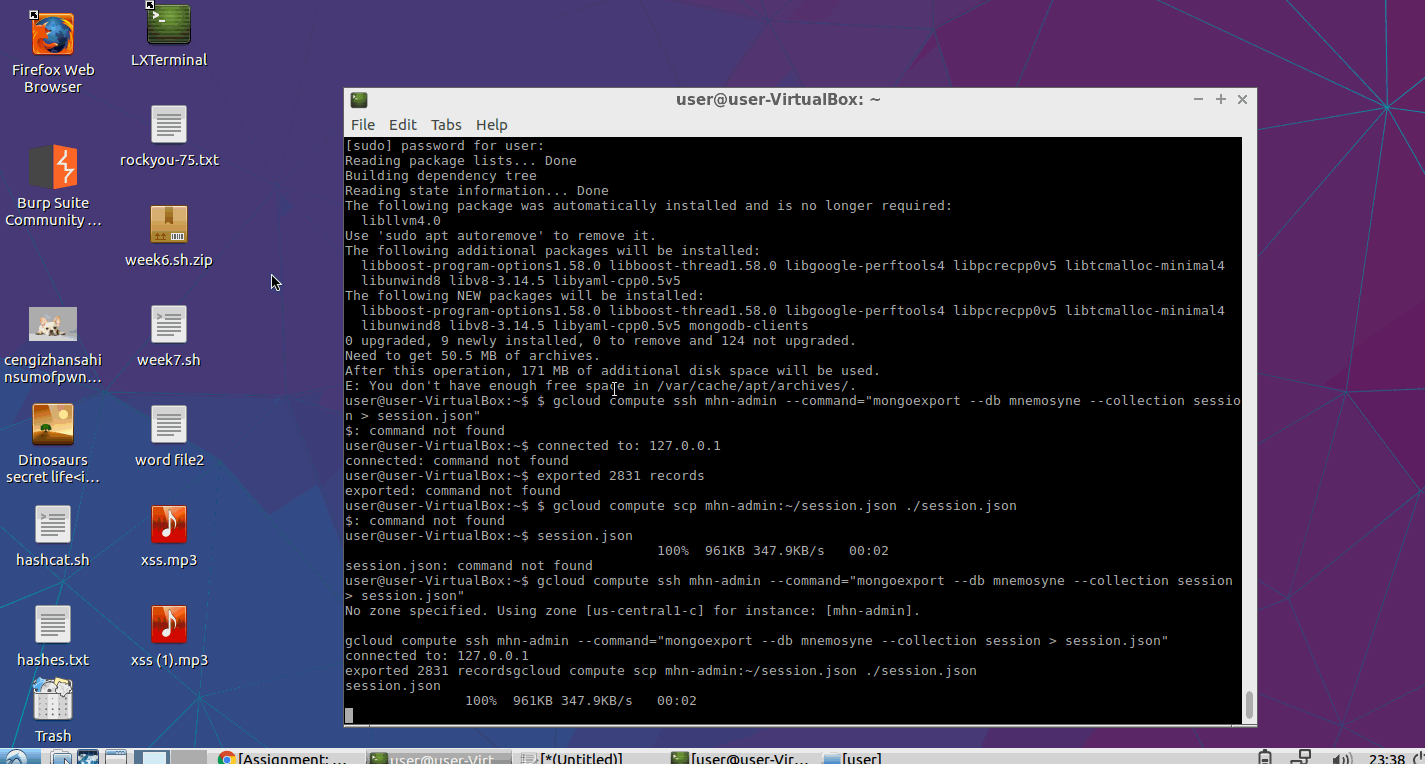 Firefox Web
Browser
LXTerminal
rockyou-75.txt
Burp Suite
Community ...
week6.sh.zip
cengizhansahi
nsumofpwn...
week7.sh
Dinosaurs
secret life<i...
word file2
hashcat.sh
xss.mp3
hashes.txt
xss (1).mp3
Trash
user@user-VirtualBox: ~
File Edit Tabs Help
[sudo] password for user:
Reading package lists... Done
Building dependency tree
Reading state information... Done
The following package was automatically installed and is no longer required:
  libllvm4.0
Use 'sudo apt autoremove' to remove it.
The following additional packages will be installed:
  libboost-program-options1.58.0 libboost-thread1.58.0 libgoogle-perftools4 libpcrecpp0v5 libtcmalloc-minimal4
  libunwind8 libv8-3.14.5 libyaml-cpp0.5v5
The following NEW packages will be installed:
  libboost-program-options1.58.0 libboost-thread1.58.0 libgoogle-perftools4 libpcrecpp0v5 libtcmalloc-minimal4
  libunwind8 libv8-3.14.5 libyaml-cpp0.5v5 mongodb-clients
0 upgraded, 9 newly installed, 0 to remove and 124 not upgraded.
Need to get 50.5 MB of archives.
After this operation, 171 MB of additional disk space will be used.
E: You don't have enough free space in /var/cache/apt/archives/.
user@user-VirtualBox:~$ $ gcloud compute ssh mhn-admin --command="mongoexport --db mnemosyne --collection sessio
n > session.json"
$: command not found
user@user-VirtualBox:~$ connected to: 127.0.0.1
connected: command not found
user@user-VirtualBox:~$ exported 2831 records
exported: command not found
user@user-VirtualBox:~$ $ gcloud compute scp mhn-admin:~/session.json ./session.json
$: command not found
user@user-VirtualBox:~$ session.json
100%  961KB 347.9KB/s   00:02
session.json: command not found
user@user-VirtualBox:~$ gcloud compute ssh mhn-admin --command="mongoexport --db mnemosyne --collection session
> session.json"
No zone specified. Using zone [us-central1-c] for instance: [mhn-admin].
gcloud compute ssh mhn-admin --command="mongoexport --db mnemosyne --collection session > session.json"
connected to: 127.0.0.1
exported 2831 recordsgcloud compute scp mhn-admin:~/session.json ./session.json
session.json
100%  961KB 347.9KB/s   00:02
[Assignment: ...
user@user-Virt...
[*(Untitled)]
[user@user-Vir...
[user]
23:38